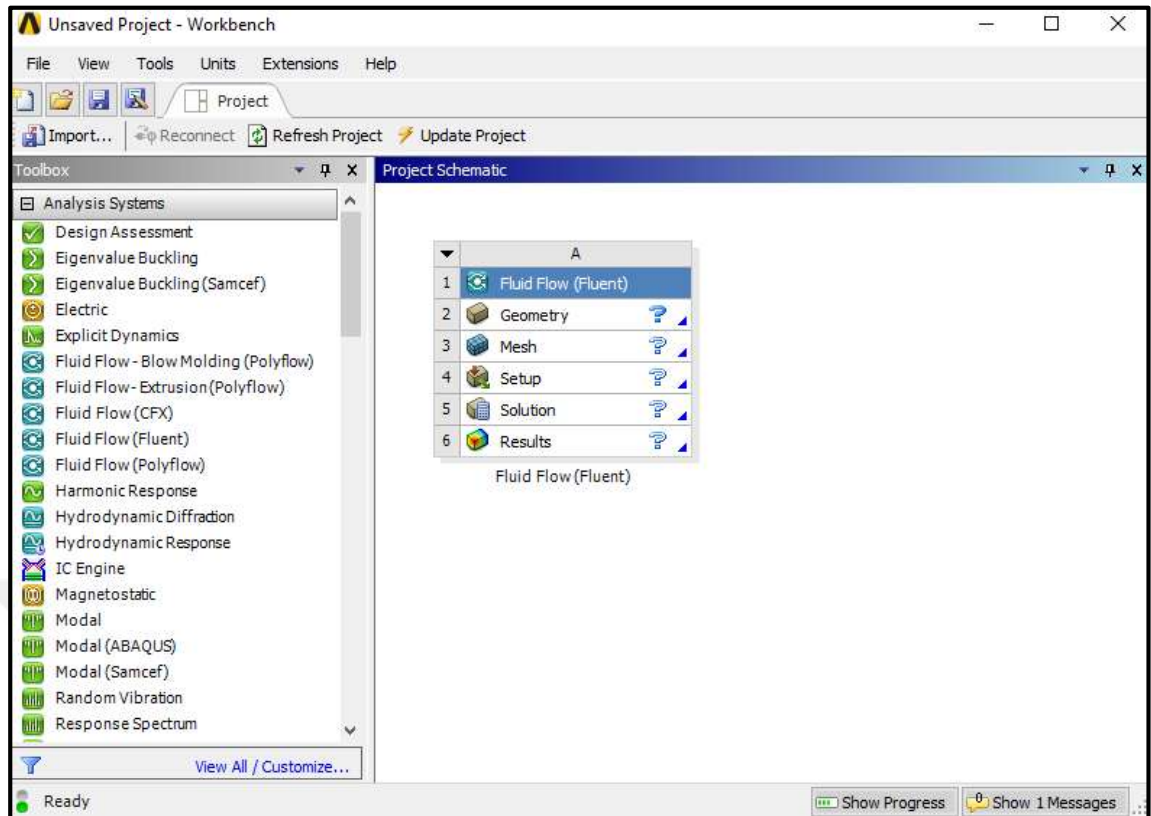 Unsaved Project - Workbench
File View Tools Units Extensions Help
Project
Import... Reconnect Refresh Project Update Project
Toolbox
Project Schematic
Analysis Systems
Design Assessment
Eigenvalue Buckling
Eigenvalue Buckling (Samcef)
Electric
Explicit Dynamics
Fluid Flow - Blow Molding (Polyflow)
Fluid Flow - Extrusion (Polyflow)
Fluid Flow (CFX)
Fluid Flow (Fluent)
Fluid Flow (Polyflow)
Harmonic Response
Hydrodynamic Diffraction
Hydrodynamic Response
IC Engine
Magnetostatic
Modal
Modal (ABAQUS)
Modal (Samcef)
Random Vibration
Response Spectrum
View All / Customize...
A
1 Fluid Flow (Fluent)
2 Geometry ?
3 Mesh ?
4 Setup ?
5 Solution ?
6 Results ?
Fluid Flow (Fluent)
Ready
Show Progress Show 1 Messages